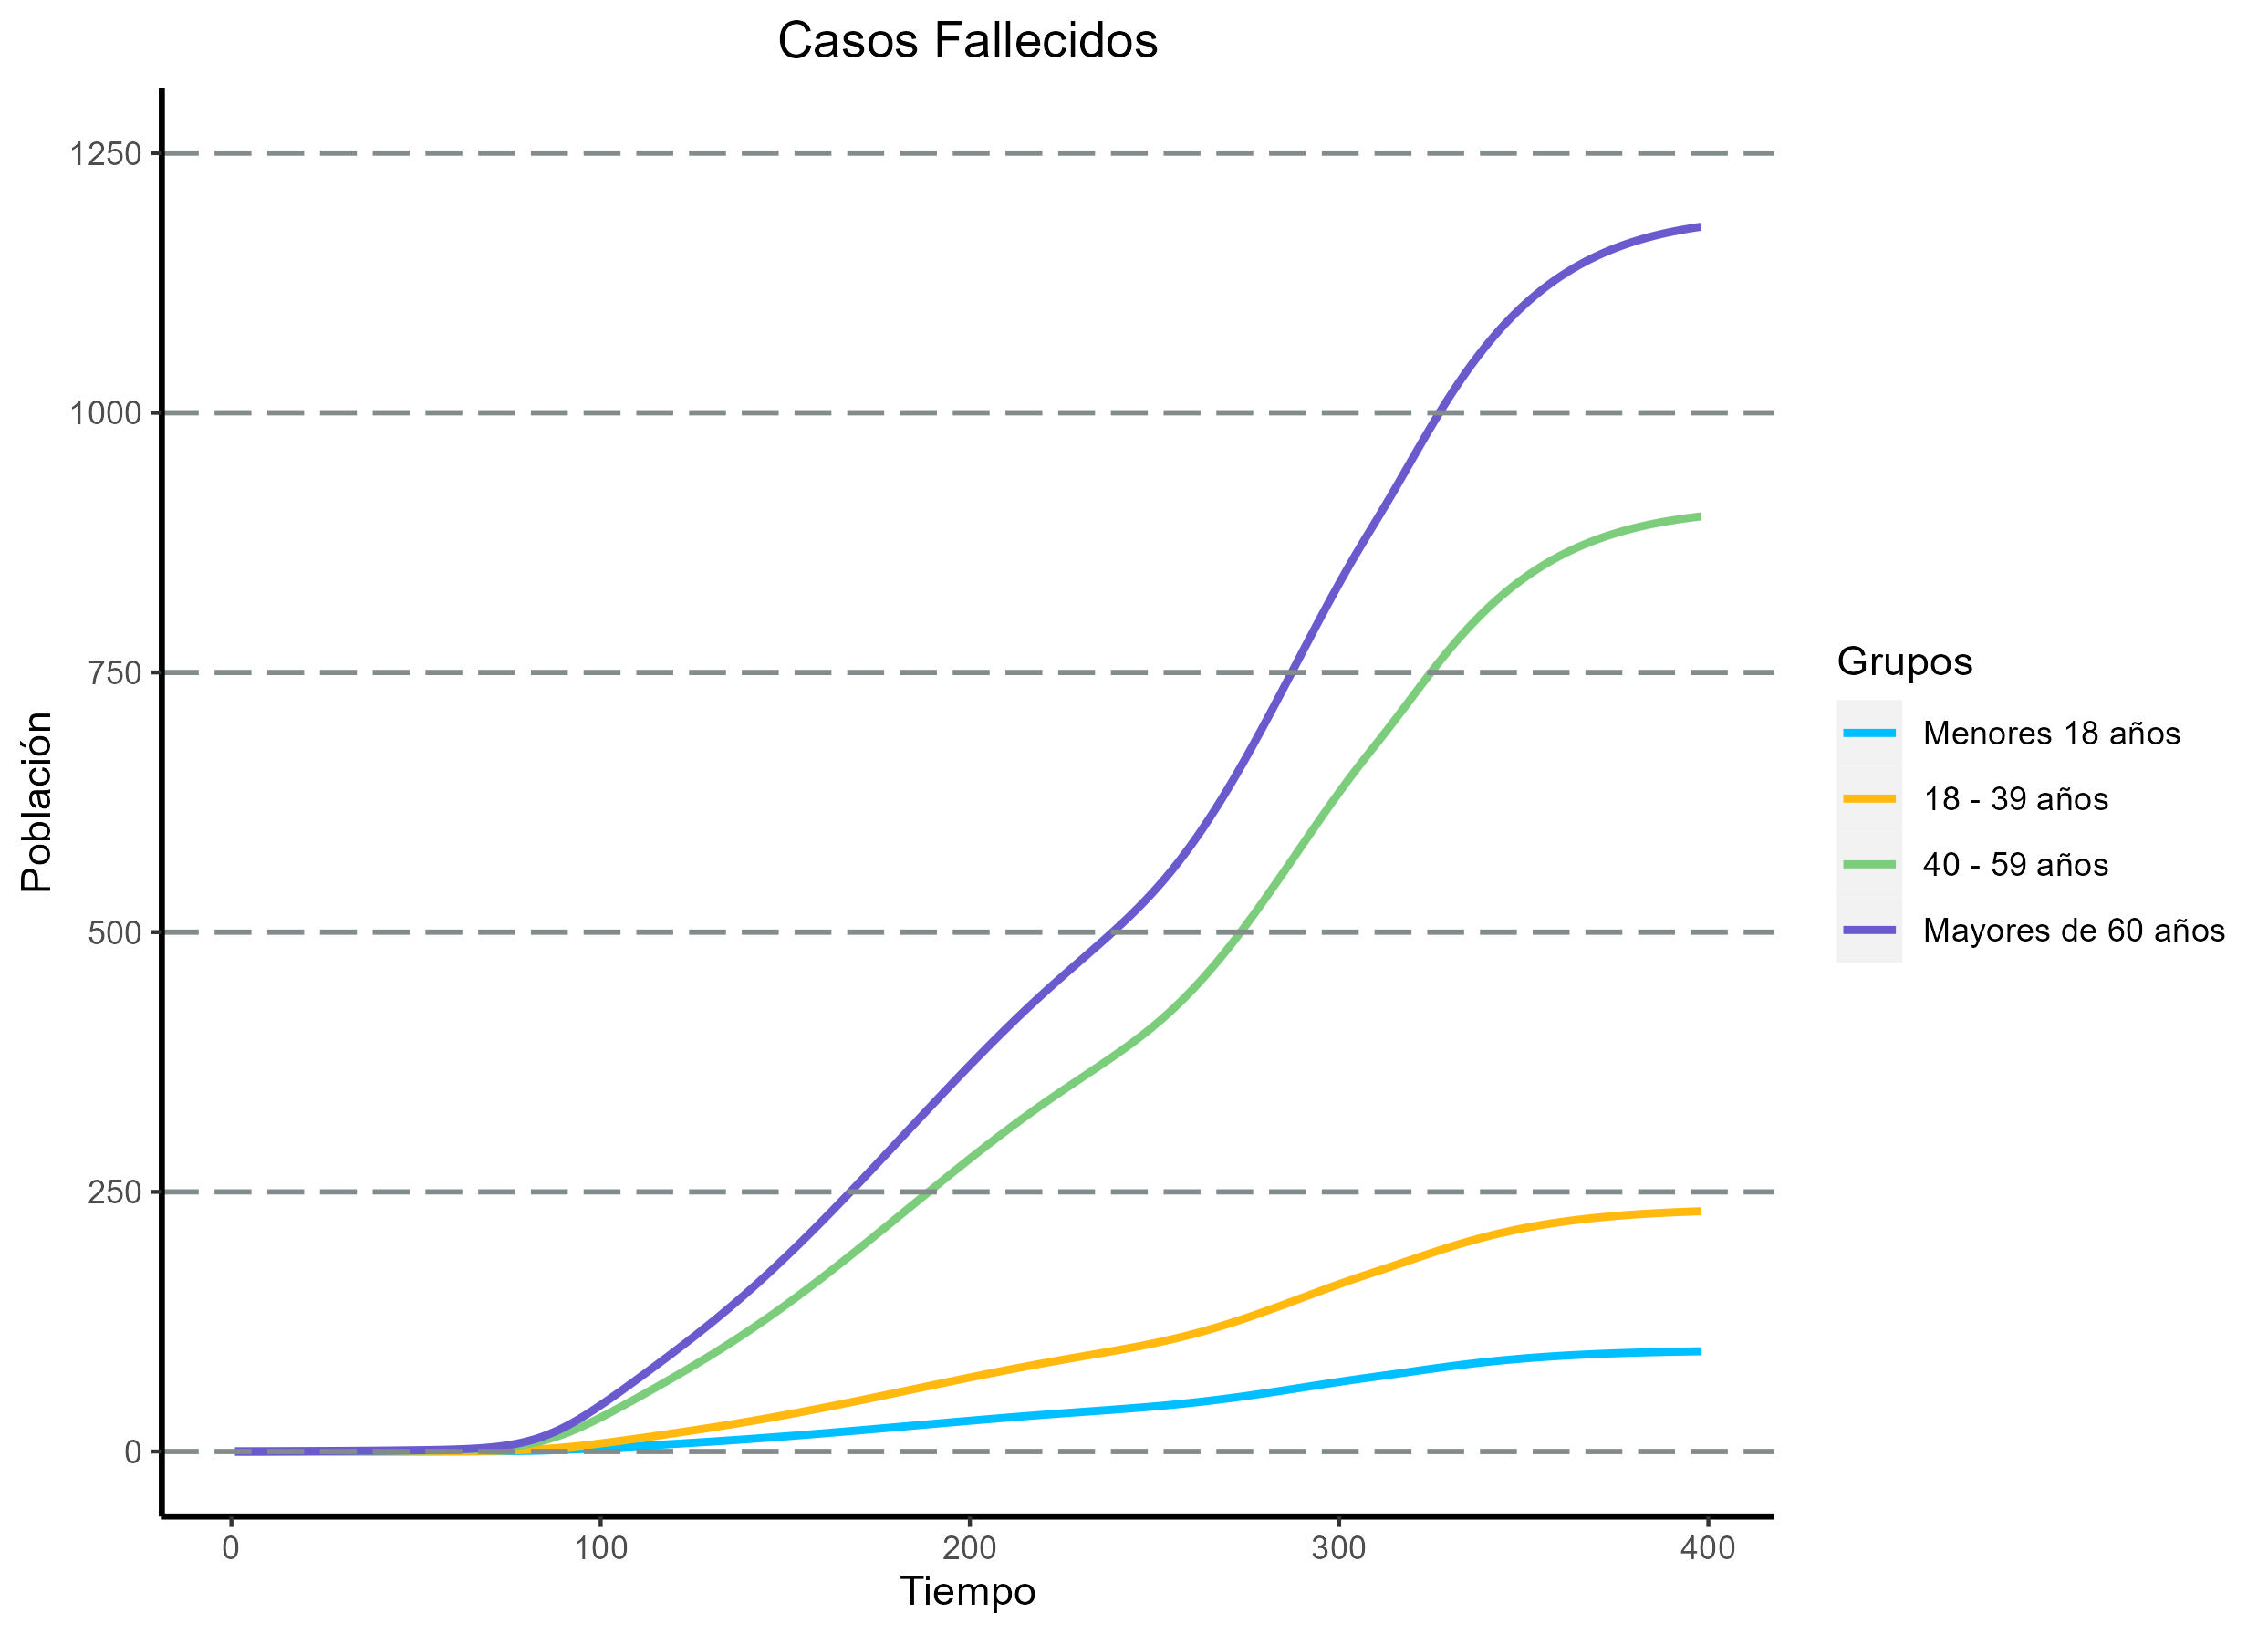 Casos Fallecidos
Población
1250
1000
750
500
250
0
0
100
200
300
400
Tiempo
Grupos
Menores 18 años
18 - 39 años
40 - 59 años
Mayores de 60 años